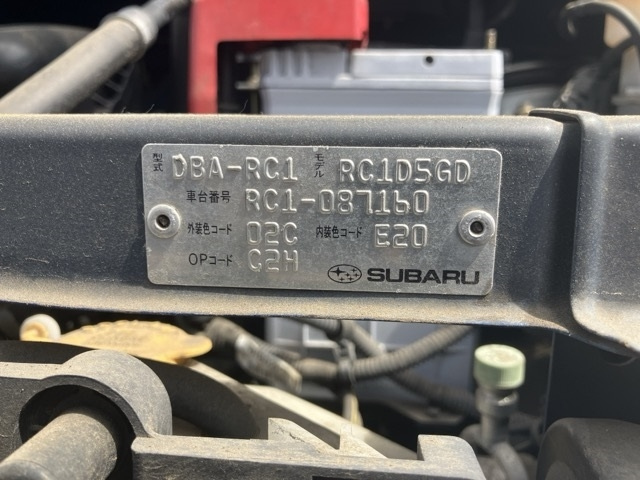 型式 DBA-RC1 モデル RC1D5GD
車台番号 RC1-087160
外装色コード 02C 内装色コード E20
OPコード C2H SUBARU